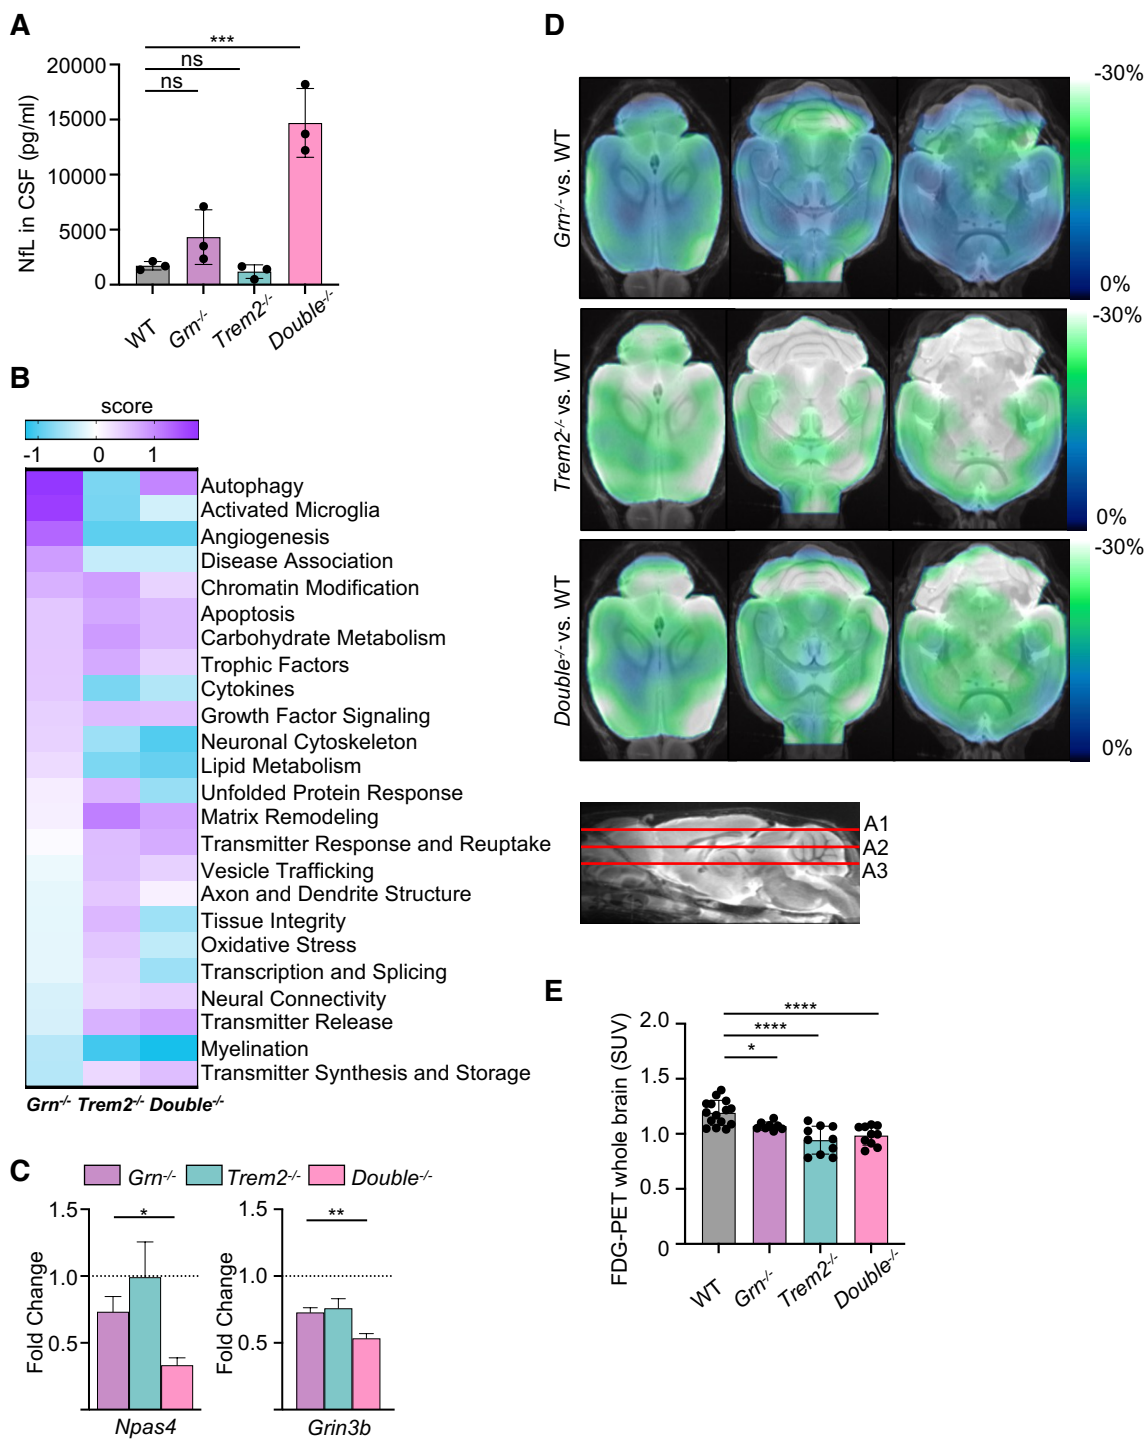 A
***
ns
ns
20000
15000
10000
5000
0
NfL in CSF (pg/ml)
WT
Grn-/-
Trem2-/-
Double-/-
B
score
-1
0
1
Autophagy
Activated Microglia
Angiogenesis
Disease Association
Chromatin Modification
Apoptosis
Carbohydrate Metabolism
Trophic Factors
Cytokines
Growth Factor Signaling
Neuronal Cytoskeleton
Lipid Metabolism
Unfolded Protein Response
Matrix Remodeling
Transmitter Response and Reuptake
Vesicle Trafficking
Axon and Dendrite Structure
Tissue Integrity
Oxidative Stress
Transcription and Splicing
Neural Connectivity
Transmitter Release
Myelination
Transmitter Synthesis and Storage
Grn-/- Trem2-/- Double-/-
C
Grn-/- Trem2-/- Double-/-
1.5
1.0
0.5
Fold Change
*
Npas4
1.5
1.0
0.5
Fold Change
**
Grin3b
D
Grn-/- vs. WT
-30%
0%
Trem2-/- vs. WT
-30%
0%
Double-/- vs. WT
-30%
0%
A1
A2
A3
E
****
****
*
2.0
1.5
1.0
0.5
0
FDG-PET whole brain (SUV)
WT
Grn-/-
Trem2-/-
Double-/-